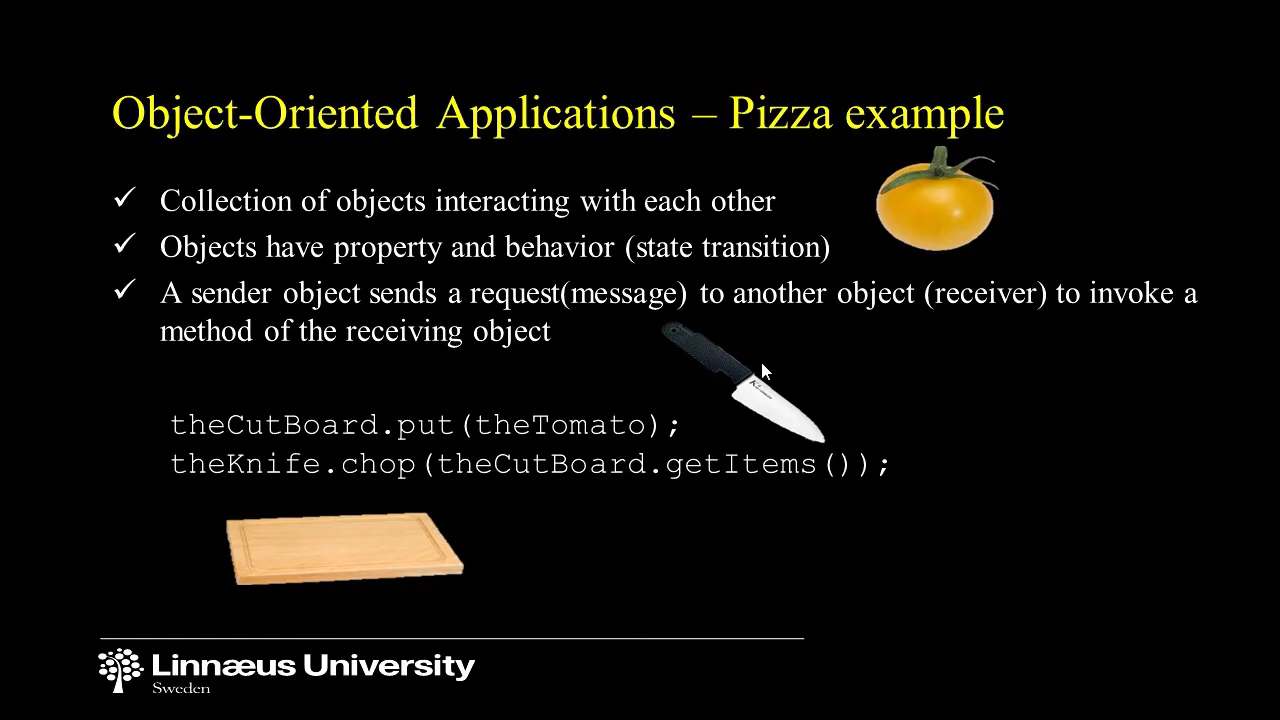 Object-Oriented Applications – Pizza example
✓ Collection of objects interacting with each other
✓ Objects have property and behavior (state transition)
✓ A sender object sends a request(message) to another object (receiver) to invoke a
method of the receiving object
theCutBoard.put(theTomato);
theKnife.chop(theCutBoard.getItems());
Linnæus University
Sweden